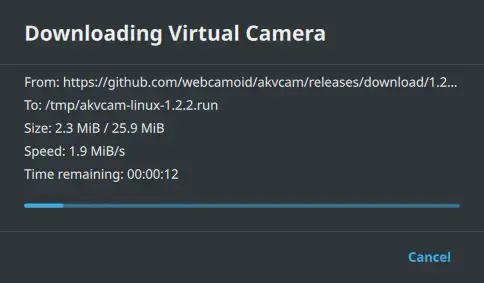 Downloading Virtual Camera
From: https://github.com/webcamoid/akvcam/releases/download/1.2...
To: /tmp/akvcam-linux-1.2.2.run
Size: 2.3 MiB / 25.9 MiB
Speed: 1.9 MiB/s
Time remaining: 00:00:12
Cancel